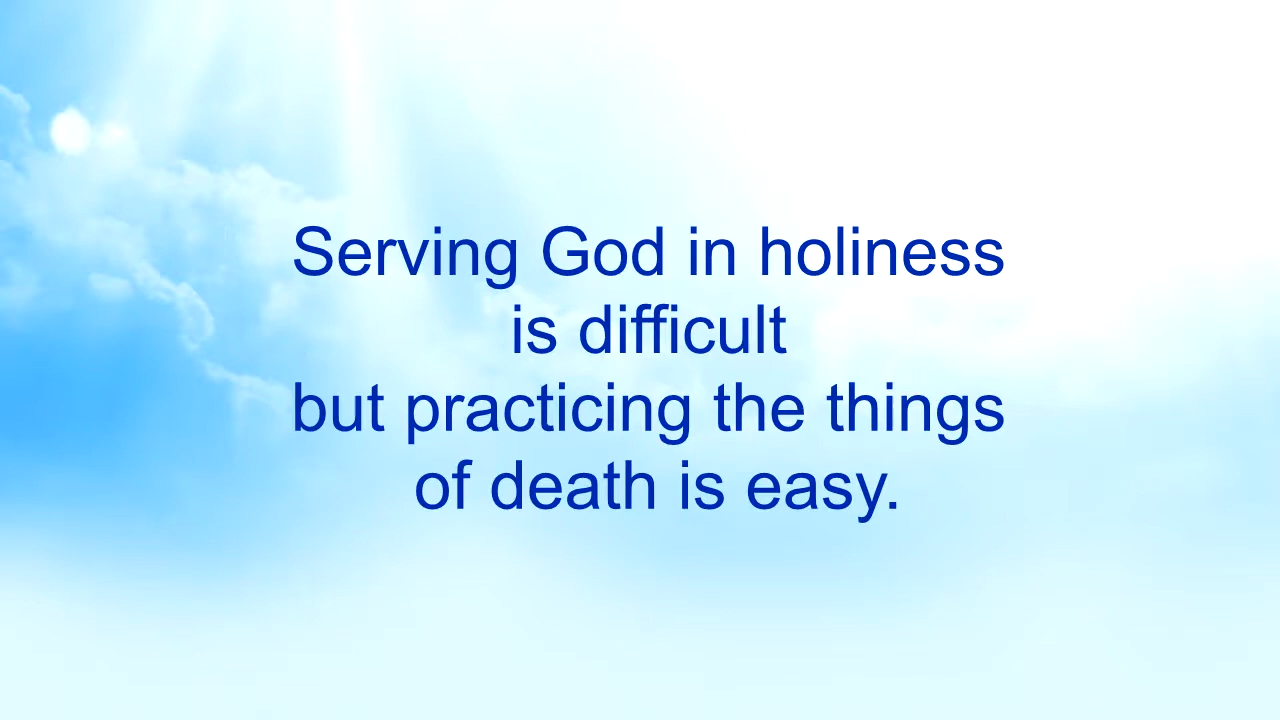 Serving God in holiness
is difficult
but practicing the things
of death is easy.